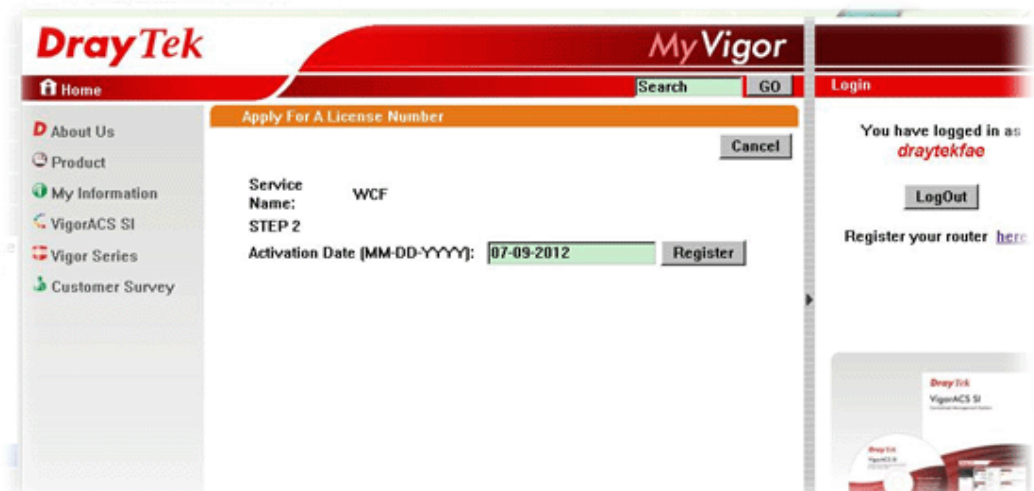 DrayTek
MyVigor
Home
Search GO
Login
Apply For A License Number
Cancel
About Us
Product
My Information
VigorACS SI
Vigor Series
Customer Survey
Service Name: WCF
STEP 2
Activation Date (MM-DD-YYYY): 07-09-2012 Register
You have logged in as
draytekfae
LogOut
Register your router here
DrayTek
VigorACS SI